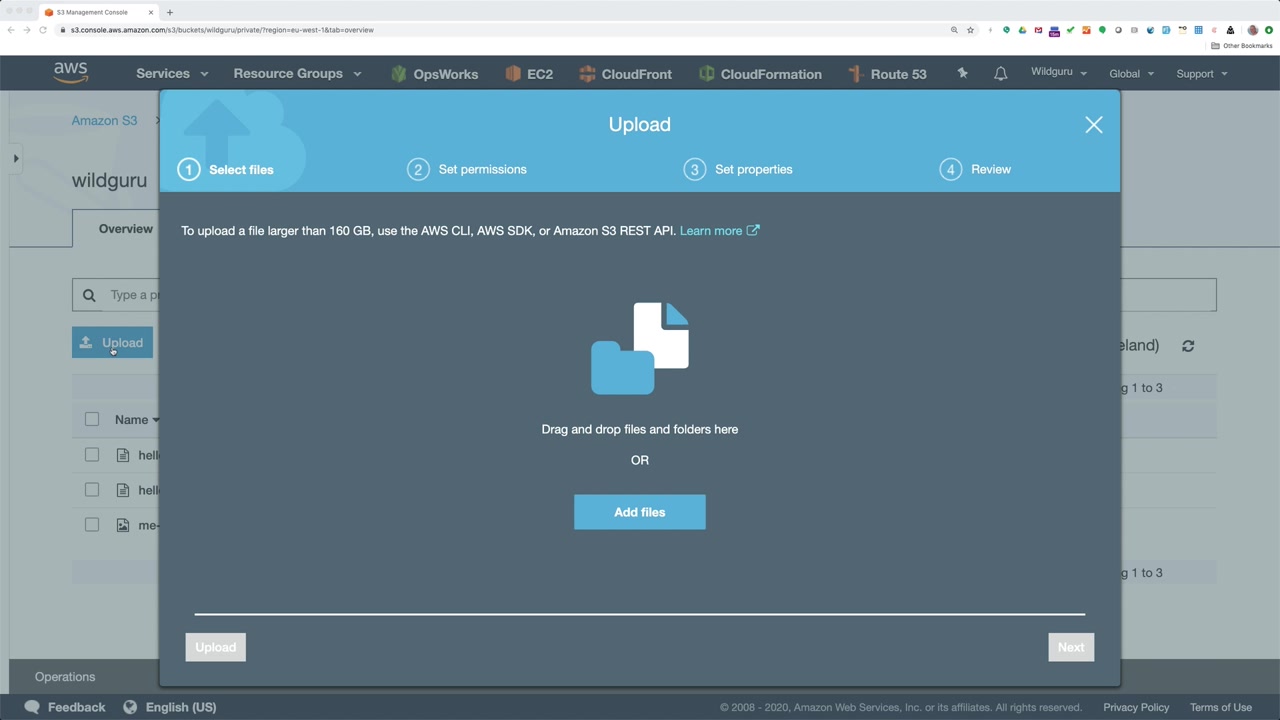 S3 Management Console
s3.console.aws.amazon.com/s3/buckets/wildguru/private/?region=eu-west-1&tab=overview
Other Bookmarks
aws Services Resource Groups OpsWorks EC2 CloudFront CloudFormation Route 53 Wildguru Global Support
Amazon S3
Upload
1 Select files 2 Set permissions 3 Set properties 4 Review
wildguru
Overview
To upload a file larger than 160 GB, use the AWS CLI, AWS SDK, or Amazon S3 REST API. Learn more
Type a pr
Upload
eland)
g 1 to 3
Name
Drag and drop files and folders here
hell
OR
hell
Add files
me-
g 1 to 3
Upload
Next
Operations
Feedback English (US) © 2008 - 2020, Amazon Web Services, Inc. or its affiliates. All rights reserved. Privacy Policy Terms of Use